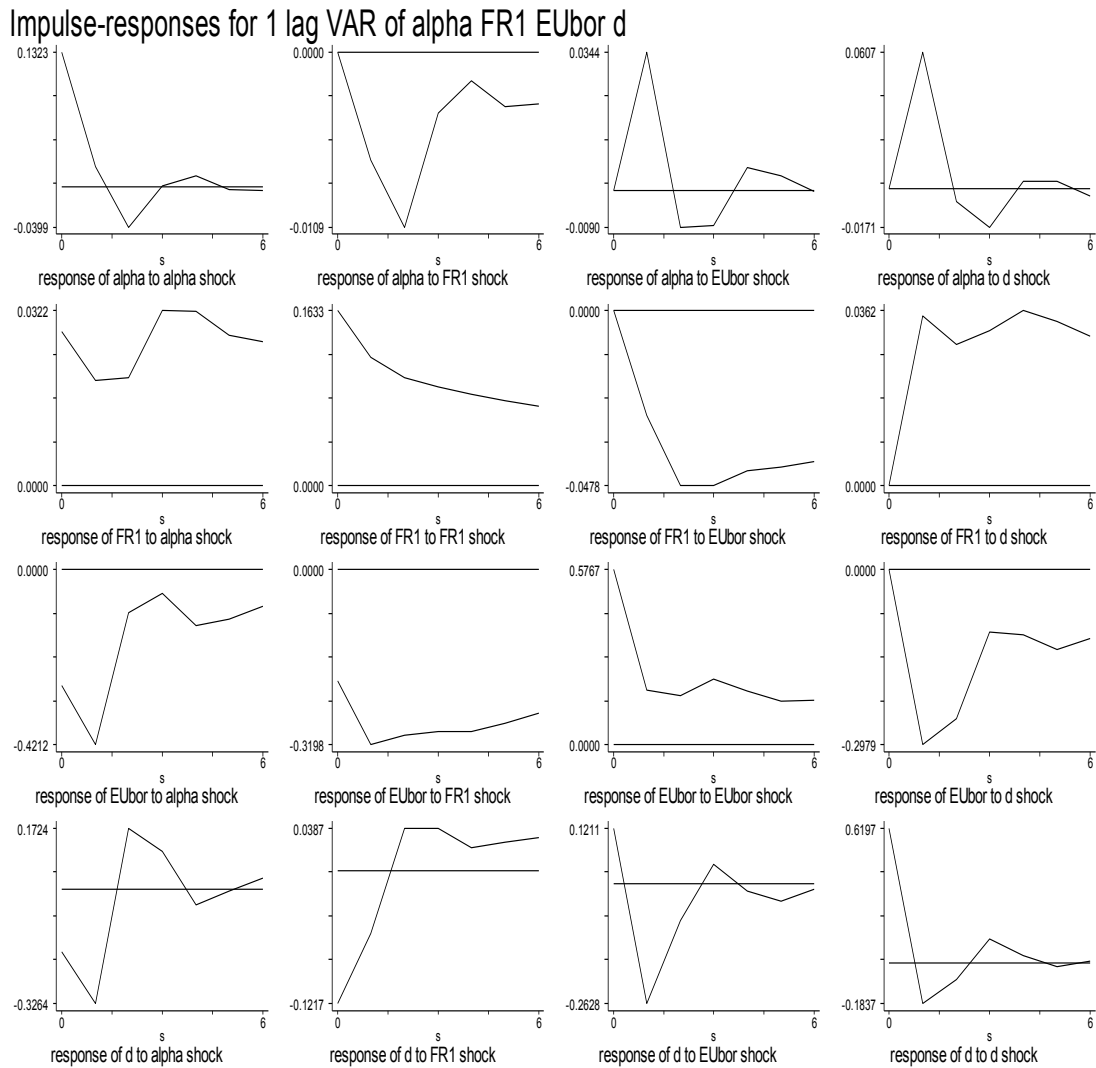 Impulse-responses for 1 lag VAR of alpha FR1 EUbor d
0.1323 0.0000 0.0344 0.0607
-0.0399 -0.0109 -0.0090 -0.0171
0 6 0 6 0 6 0 6
s s s s
response of alpha to alpha shock response of alpha to FR1 shock response of alpha to EUbor shock response of alpha to d shock
0.0322 0.1633 0.0000 0.0362
0.0000 0.0000 -0.0478 0.0000
0 6 0 6 0 6 0 6
s s s s
response of FR1 to alpha shock response of FR1 to FR1 shock response of FR1 to EUbor shock response of FR1 to d shock
0.0000 0.0000 0.5767 0.0000
-0.4212 -0.3198 0.0000 -0.2979
0 6 0 6 0 6 0 6
s s s s
response of EUbor to alpha shock response of EUbor to FR1 shock response of EUbor to EUbor shock response of EUbor to d shock
0.1724 0.0387 0.1211 0.6197
-0.3264 -0.1217 -0.2628 -0.1837
0 6 0 6 0 6 0 6
s s s s
response of d to alpha shock response of d to FR1 shock response of d to EUbor shock response of d to d shock